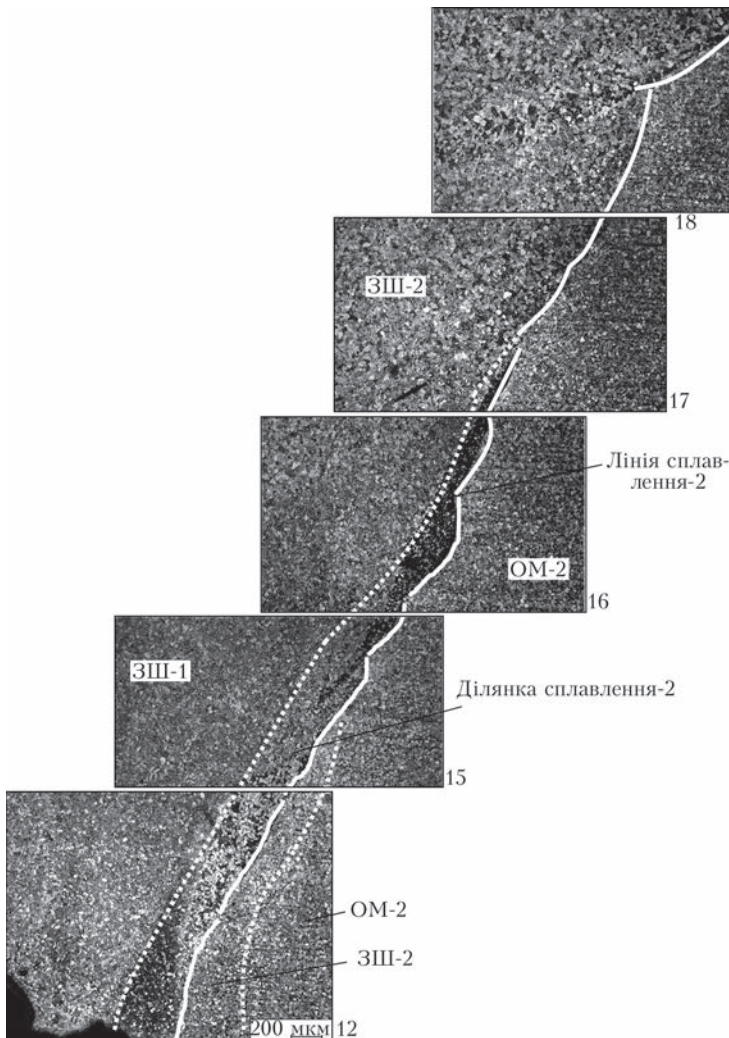 18
ЗШ-2
17
Лінія сплав-
лення-2
ОМ-2
16
ЗШ-1
Ділянка сплавлення-2
15
ОМ-2
ЗШ-2
200 мкм 12